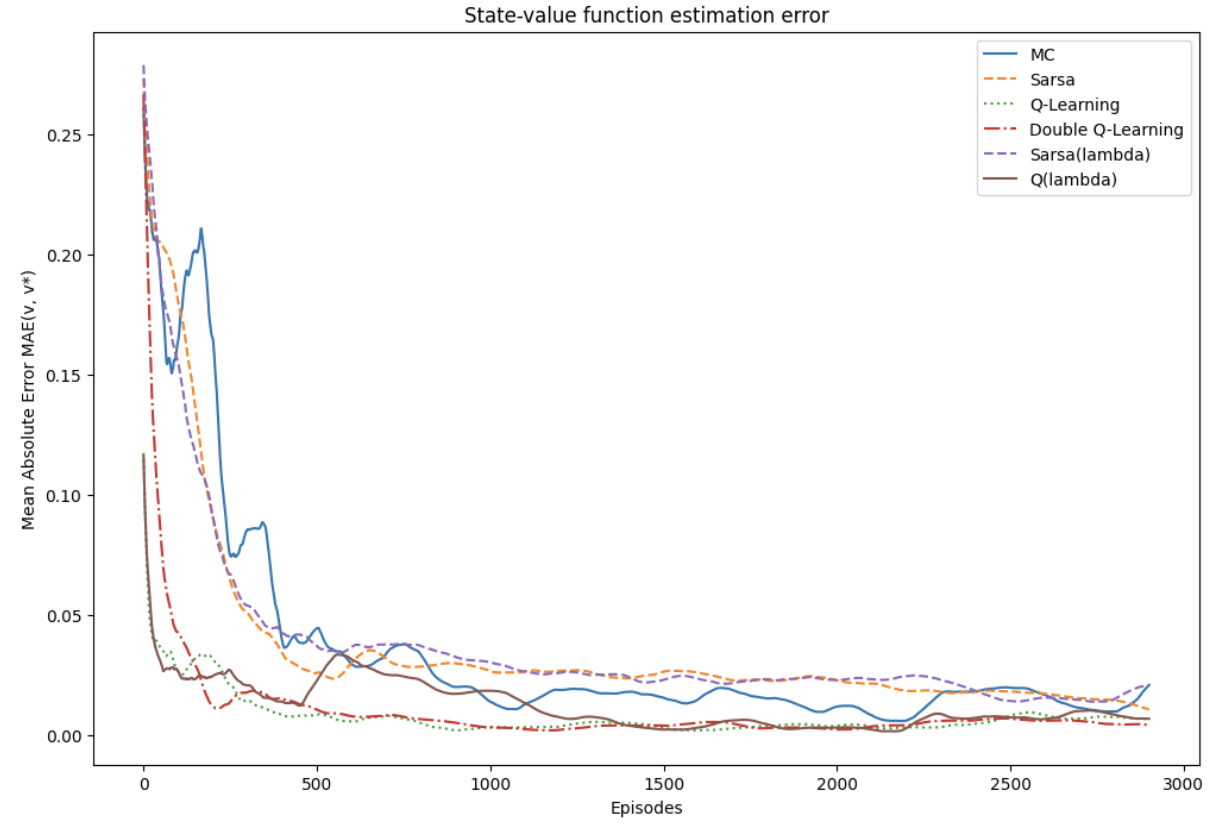 State-value function estimation error
MC
Sarsa
Q-Learning
Double Q-Learning
Sarsa(lambda)
Q(lambda)
Mean Absolute Error MAE(v, v*)
0.25
0.20
0.15
0.10
0.05
0.00
0
500
1000
1500
2000
2500
3000
Episodes